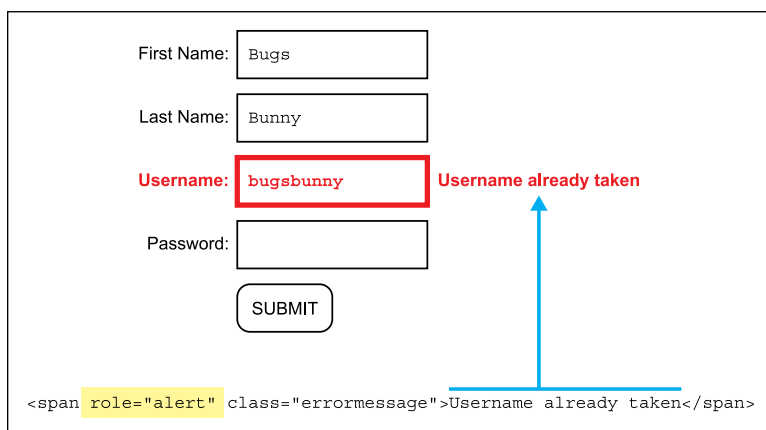 First Name: Bugs
Last Name: Bunny
Username: bugsbunny Username already taken
Password:
SUBMIT
<span role="alert" class="errormessage">Username already taken</span>